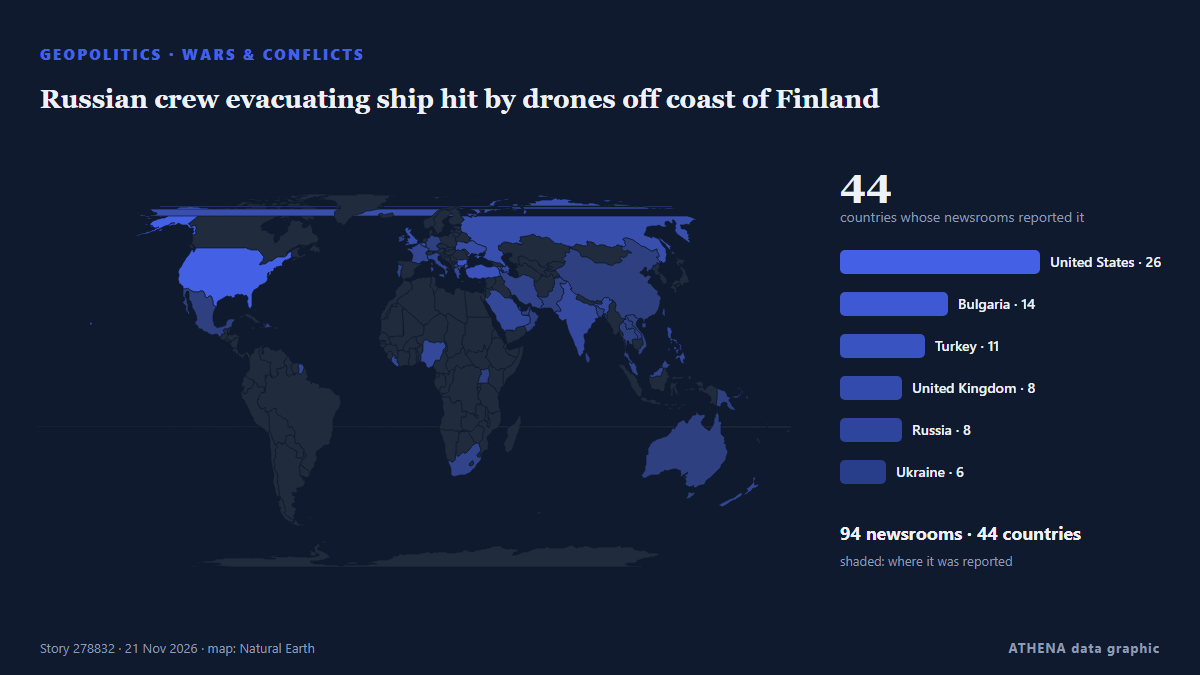 GEOPOLITICS · WARS & CONFLICTS
Russian crew evacuating ship hit by drones off coast of Finland
44
countries whose newsrooms reported it
United States · 26
Bulgaria · 14
Turkey · 11
United Kingdom · 8
Russia · 8
Ukraine · 6
94 newsrooms · 44 countries
shaded: where it was reported
Story 278832 · 21 Nov 2026 · map: Natural Earth
ATHENA data graphic